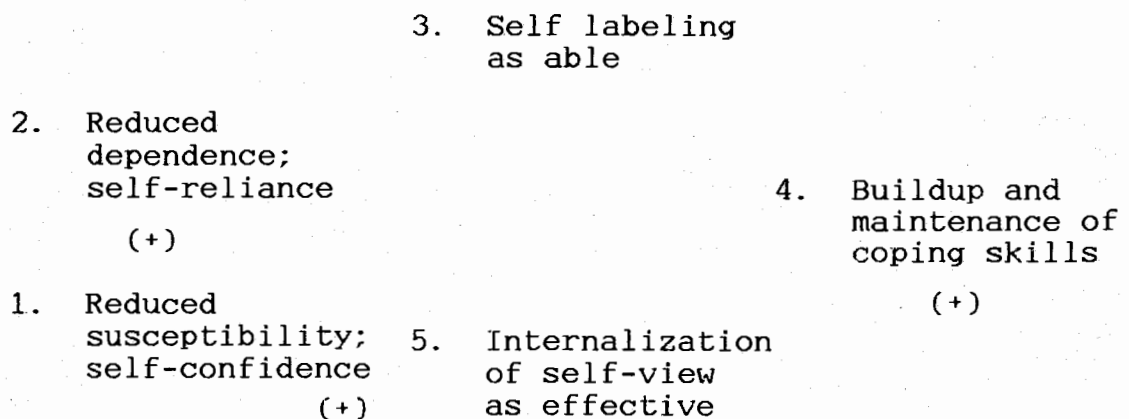 3. Self labeling
as able
2. Reduced
dependence;
self-reliance
(+)
4. Buildup and
maintenance of
coping skills
(+)
1. Reduced
susceptibility;
self-confidence
(+)
5. Internalization
of self-view
as effective